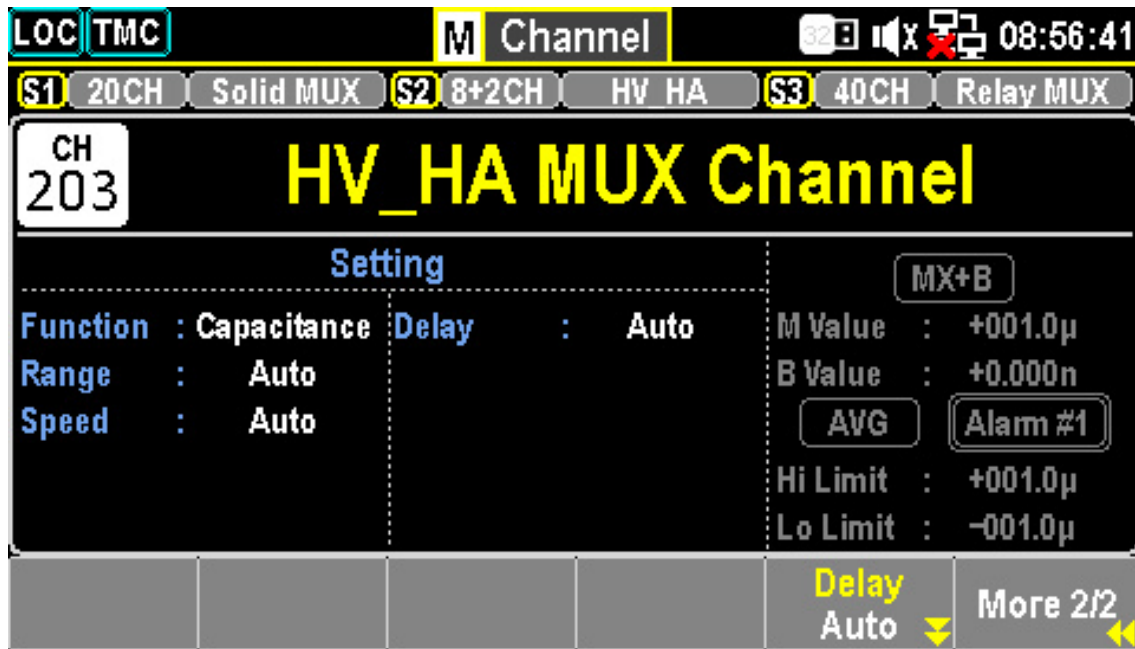 LOC TMC M Channel 32 08:56:41
S1 20CH Solid MUX S2 8+2CH HV_HA S3 40CH Relay MUX
CH
203
HV_HA MUX Channel
Setting
Function : Capacitance
Range : Auto
Speed : Auto
Delay : Auto
MX+B
M Value : +001.0µ
B Value : +0.000n
AVG Alarm #1
Hi Limit : +001.0µ
Lo Limit : -001.0µ
Delay
Auto
More 2/2